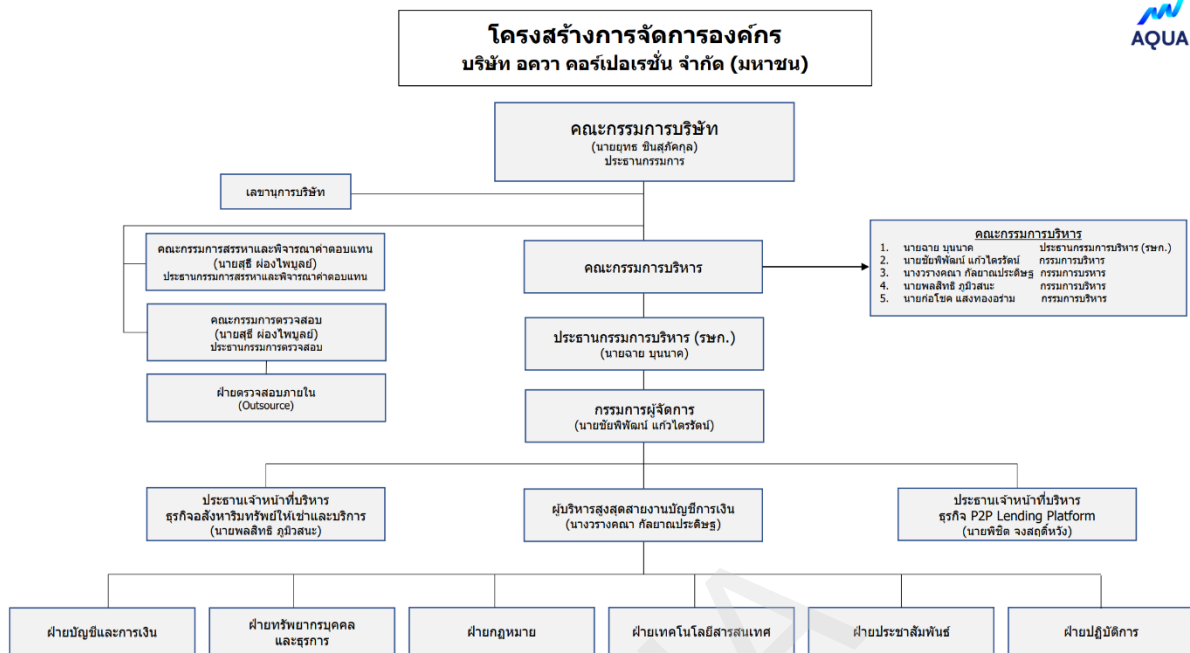 AQUA
โครงสร้างการจัดการองค์กร
บริษัท อควา คอร์เปอเรชั่น จำกัด (มหาชน)
คณะกรรมการบริษัท
(นายยุทธ ชินสุภัคกุล)
ประธานกรรมการ
เลขานุการบริษัท
คณะกรรมการสรรหาและพิจารณาค่าตอบแทน
(นายสุธี ผ่องไพบูลย์)
ประธานกรรมการสรรหาและพิจารณาค่าตอบแทน
คณะกรรมการบริหาร
คณะกรรมการบริหาร
1. นายฉาย บุนนาค ประธานกรรมการบริหาร (รษก.)
2. นายชัยพิพัฒน์ แก้วไตรรัตน์ กรรมการบริหาร
3. นางวรางคณา กัลยาณประดิษฐ กรรมการบรหาร
4. นายพลสิทธิ ภูมิวสนะ กรรมการบริหาร
5. นายก่อโชค แสงทองอร่าม กรรมการบริหาร
คณะกรรมการตรวจสอบ
(นายสุธี ผ่องไพบูลย์)
ประธานกรรมการตรวจสอบ
ประธานกรรมการบริหาร (รษก.)
(นายฉาย บุนนาค)
ฝ่ายตรวจสอบภายใน
(Outsource)
กรรมการผู้จัดการ
(นายชัยพิพัฒน์ แก้วไตรรัตน์)
ประธานเจ้าหน้าที่บริหาร
ธุรกิจอสังหาริมทรัพย์ให้เช่าและบริการ
(นายพลสิทธิ ภูมิวสนะ)
ผู้บริหารสูงสุดสายงานบัญชีการเงิน
(นางวรางคณา กัลยาณประดิษฐ)
ประธานเจ้าหน้าที่บริหาร
ธุรกิจ P2P Lending Platform
(นายพิชิต จงสฤติ์หวัง)
ฝ่ายบัญชีและการเงิน
ฝ่ายทรัพยากรบุคคล
และธุรการ
ฝ่ายกฎหมาย
ฝ่ายเทคโนโลยีสารสนเทศ
ฝ่ายประชาสัมพันธ์
ฝ่ายปฏิบัติการ